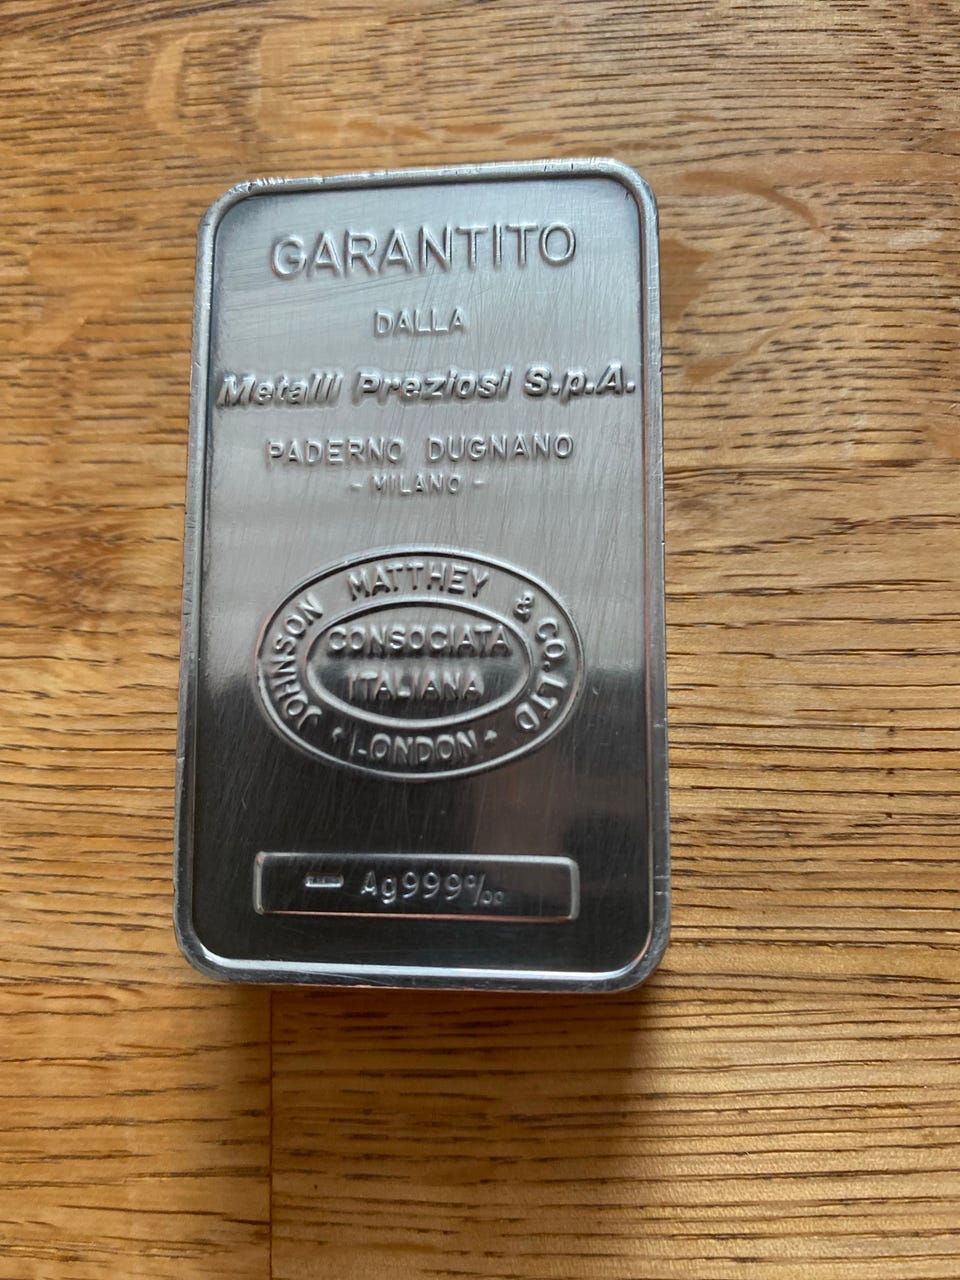 GARANTITO
DALLA
Metalli Preziosi S.p.A.
PADERNO DUGNANO
- MILANO -
JOHNSON MATTHEY & CO. LTD
CONSOCIATA
ITALIANA
LONDON
Ag999‰